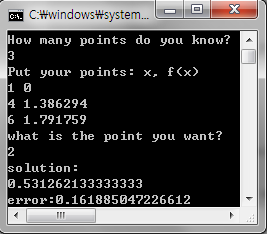 C:₩windows₩system...
How many points do you know?
3
Put your points: x, f(x)
1 0
4 1.386294
6 1.791759
what is the point you want?
2
solution:
0.531262133333333
error:0.161885047226612